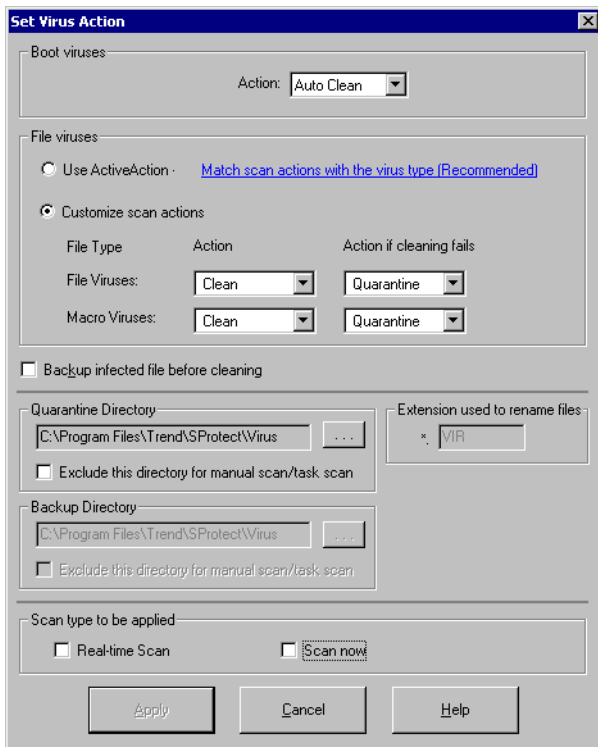 Set Virus Action
Boot viruses
Action: Auto Clean
File viruses
Use ActiveAction - Match scan actions with the virus type (Recommended)
Customize scan actions
File Type Action Action if cleaning fails
File Viruses: Clean Quarantine
Macro Viruses: Clean Quarantine
Backup infected file before cleaning
Quarantine Directory Extension used to rename files
C:\Program Files\Trend\SProtect\Virus ... *. VIR
Exclude this directory for manual scan/task scan
Backup Directory
C:\Program Files\Trend\SProtect\Virus ...
Exclude this directory for manual scan/task scan
Scan type to be applied
Real-time Scan Scan now
Apply Cancel Help